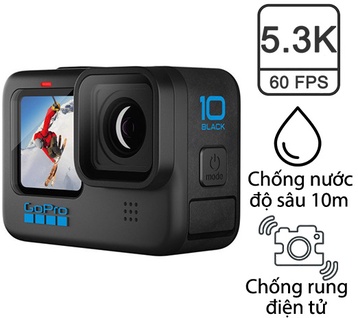 5.3K
60 FPS
10
BLACK
mode
GoPro
Chống nước
độ sâu 10m
Chống rung
điện tử